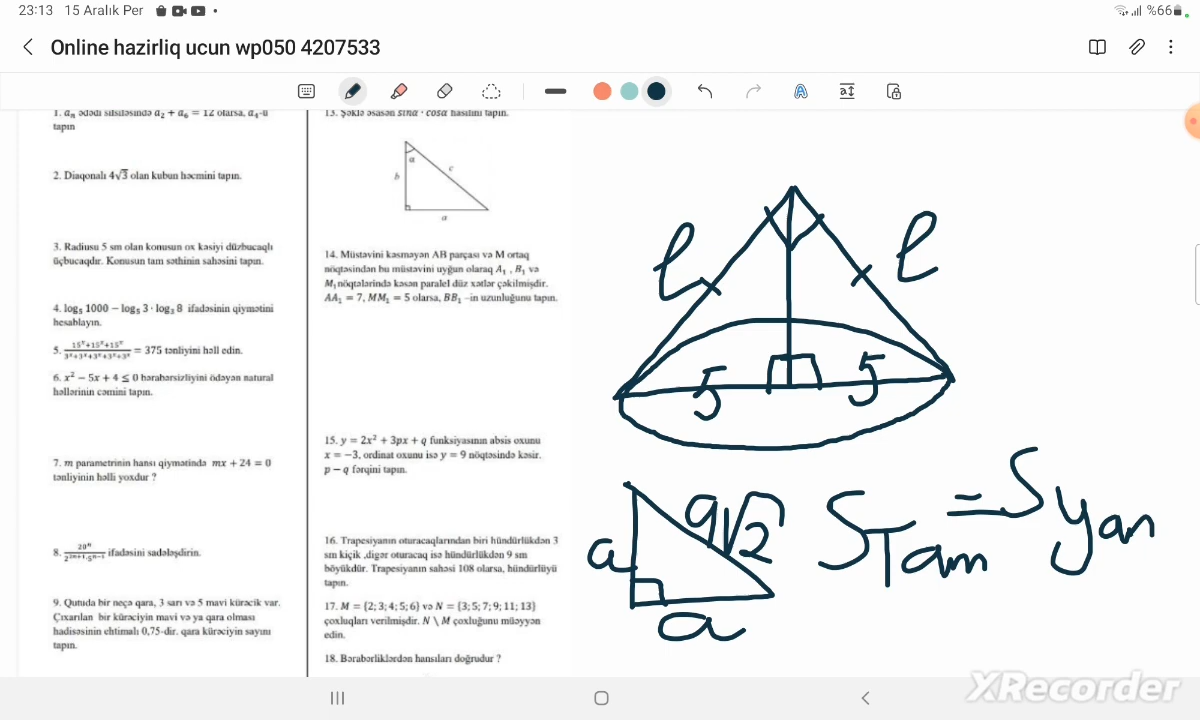 23:13 15 Aralık Per %66
Online hazirliq ucun wp050 4207533
1. aₙ ədədi silsiləsində a₂ + a₆ = 12 olarsa, a₄-ü
tapın
2. Diaqonalı 4√3 olan kubun həcmini tapın.
3. Radiusu 5 sm olan konusun ox kəsiyi düzbucaqlı
üçbucaqdır. Konusun tam səthinin sahəsini tapın.
4. log₅ 1000 − log₅ 3 · log₃ 8 ifadəsinin qiymətini
hesablayın.
5. (15ˣ+15ˣ+15ˣ)/(3ˣ+3ˣ+3ˣ+3ˣ+3ˣ) = 375 tənliyini həll edin.
6. x² − 5x + 4 ≤ 0 bərabərsizliyini ödəyən natural
həllərinin cəmini tapın.
7. m parametrinin hansı qiymətində mx + 24 = 0
tənliyinin həlli yoxdur ?
8. ifadəsini sadələşdirin.
9. Qutuda bir neçə qara, 3 sarı və 5 mavi kürəcik var.
Çıxarılan bir kürəciyin mavi və ya qara olması
hadisəsinin ehtimalı 0,75-dir. qara kürəciyin sayını
tapın.
13. Şəklə əsasən sinα · cosα hasilini tapın.
α
c
b
a
14. Müstəvini kəsməyən AB parçası və M ortaq
nöqtəsindən bu müstəvini uyğun olaraq A₁ , B₁ və
M₁ nöqtələrində kəsən paralel düz xətlər çəkilmişdir.
AA₁ = 7, MM₁ = 5 olarsa, BB₁ –in uzunluğunu tapın.
15. y = 2x² + 3px + q funksiyasının absis oxunu
x = −3, ordinat oxunu isə y = 9 nöqtəsində kəsir.
p − q fərqini tapın.
16. Trapesiyanın oturacaqlarından biri hündürlükdən 3
sm kiçik ,digər oturacaq isə hündürlükdən 9 sm
böyükdür. Trapesiyanın sahəsi 108 olarsa, hündürlüyü
tapın.
17. M = {2; 3; 4; 5; 6} və N = {3; 5; 7; 9; 11; 13}
çoxluqları verilmişdir. N \ M çoxluğunu müəyyən
edin.
18. Bərabərliklərdən hansıları doğrudur ?
l l
5 5
a a√2
a
STam = Syan
XRecorder